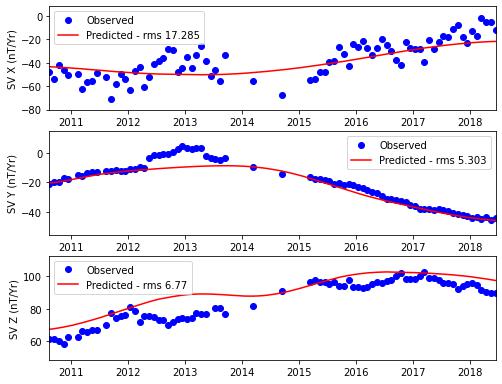 0
−20
−40
−60
−80
SV X (nT/Yr)
Observed
Predicted - rms 17.285
2011 2012 2013 2014 2015 2016 2017 2018
0
−20
−40
SV Y (nT/Yr)
Observed
Predicted - rms 5.303
2011 2012 2013 2014 2015 2016 2017 2018
100
80
60
SV Z (nT/Yr)
Observed
Predicted - rms 6.77
2011 2012 2013 2014 2015 2016 2017 2018